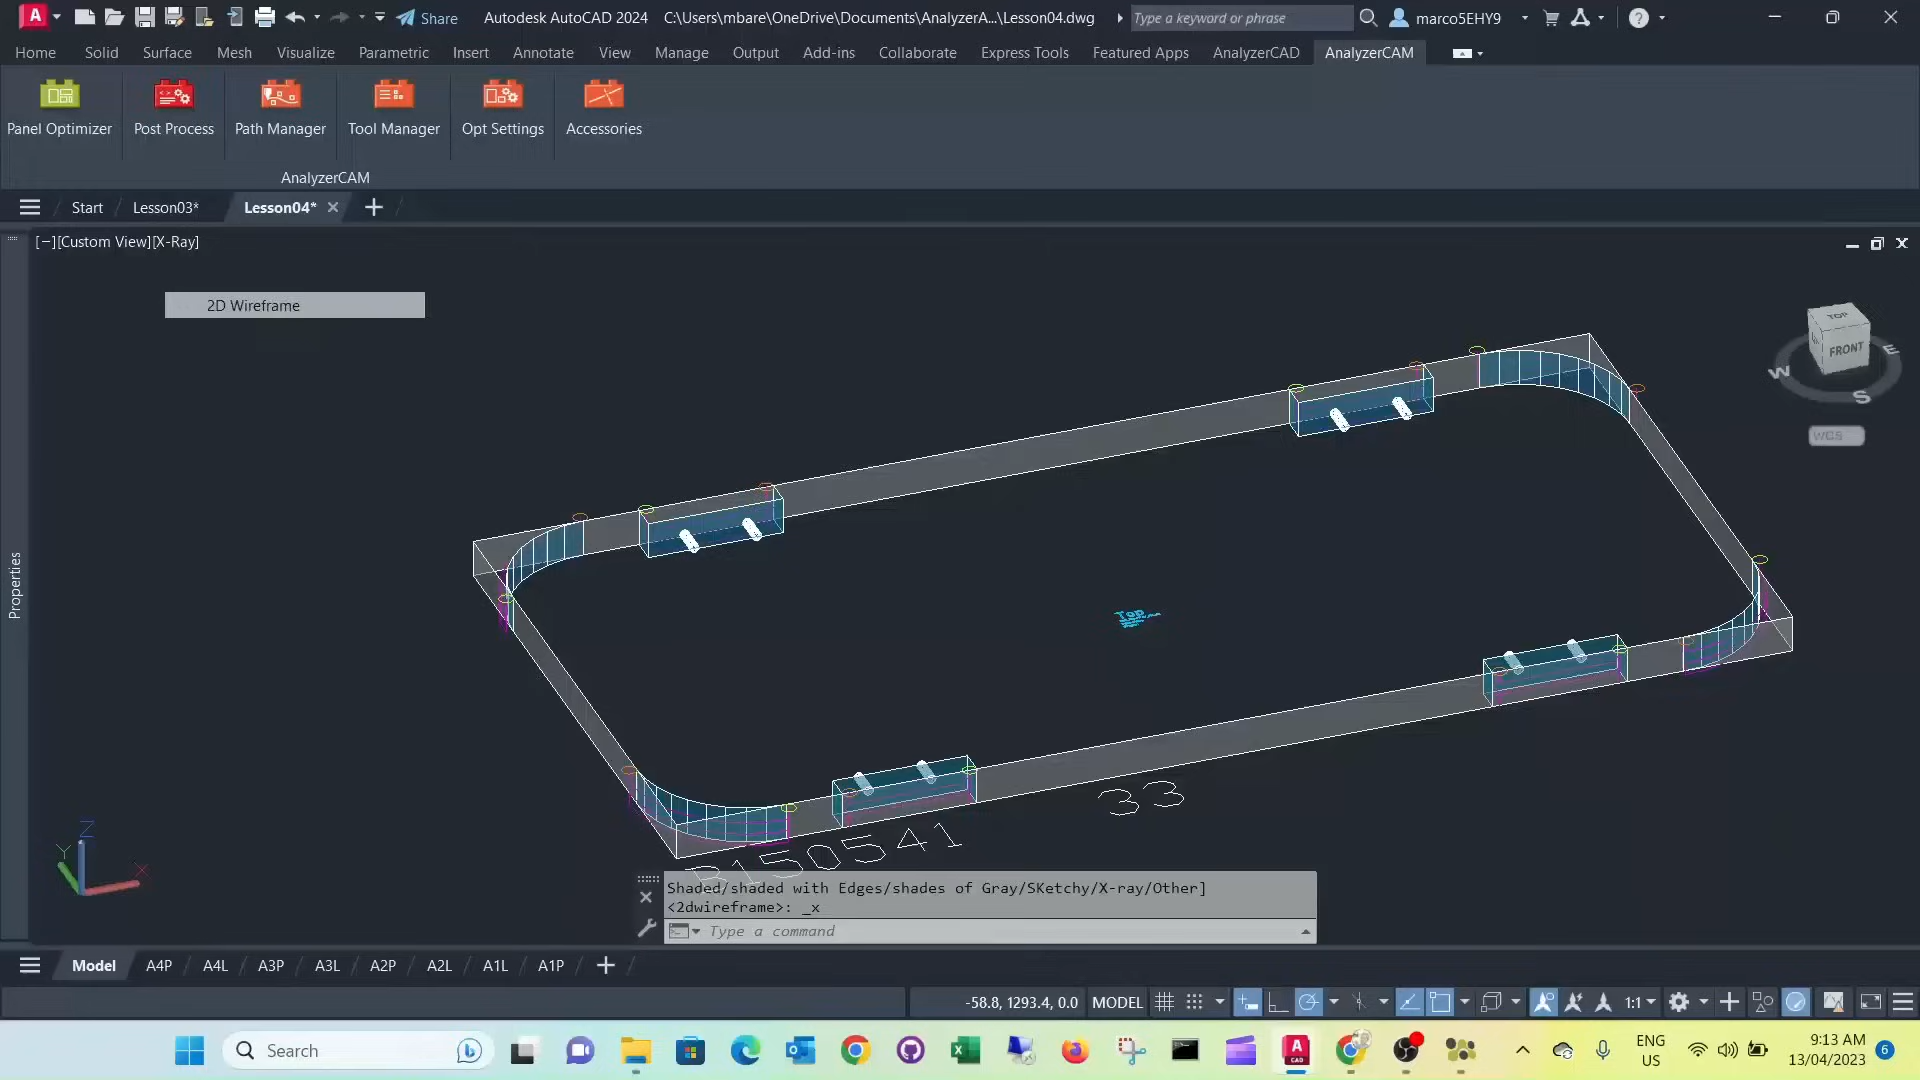 Share
Autodesk AutoCAD 2024
C:\Users\mbare\OneDrive\Documents\AnalyzerA...\Lesson04.dwg
Type a keyword or phrase
marco5EHY9
Home Solid Surface Mesh Visualize Parametric Insert Annotate View Manage Output Add-ins Collaborate Express Tools Featured Apps AnalyzerCAD AnalyzerCAM
Panel Optimizer Post Process Path Manager Tool Manager Opt Settings Accessories
AnalyzerCAM
Start Lesson03* Lesson04*
[−][Custom View][X-Ray]
2D Wireframe
TOP
FRONT
W E
S
WCS
Properties
Top
33
B150541
Z
Y X
Shaded/shaded with Edges/shades of Gray/SKetchy/X-ray/Other]
<2dwireframe>: _x
Type a command
Model A4P A4L A3P A3L A2P A2L A1L A1P
-58.8, 1293.4, 0.0 MODEL 1:1
Search
ENG
US
9:13 AM
13/04/2023
6